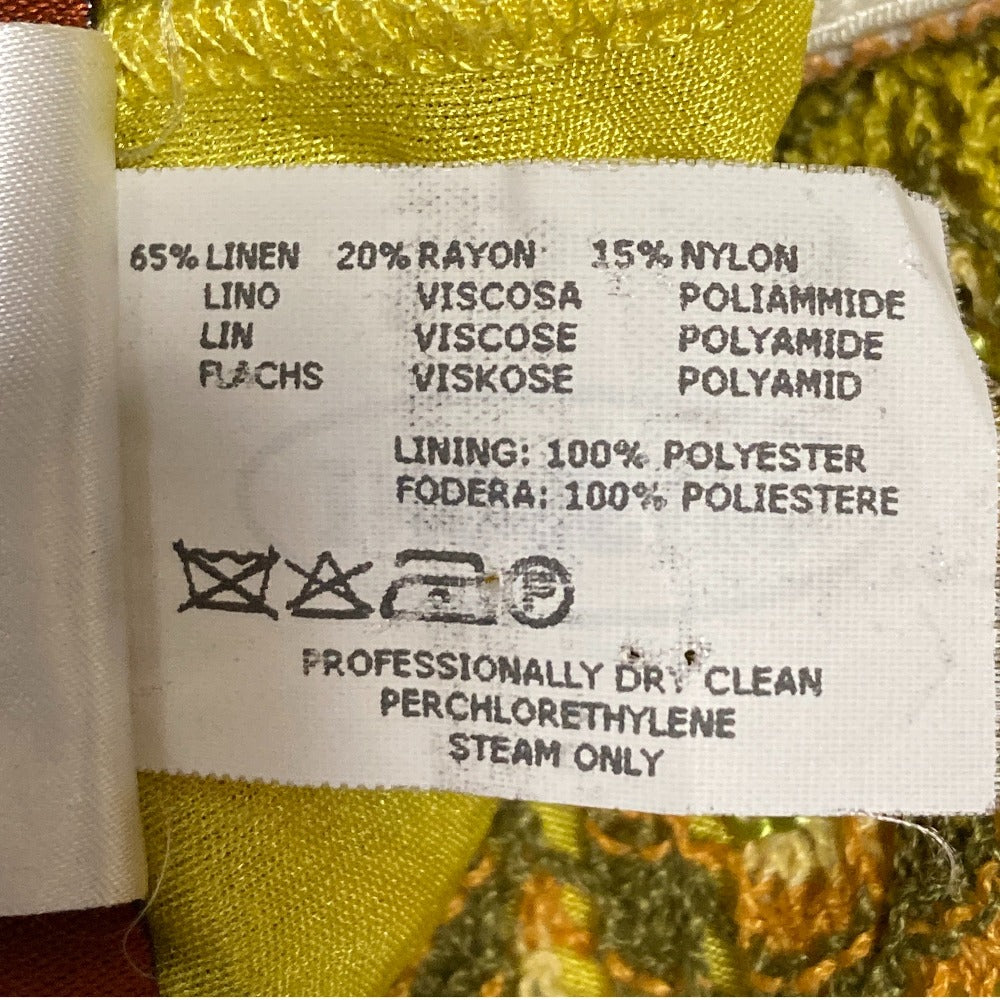 65% LINEN 20% RAYON 15% NYLON
LINO VISCOSA POLIAMMIDE
LIN VISCOSE POLYAMIDE
FLACHS VISKOSE POLYAMID
LINING: 100% POLYESTER
FODERA: 100% POLIESTERE
P
PROFESSIONALLY DRY CLEAN
PERCHLORETHYLENE
STEAM ONLY